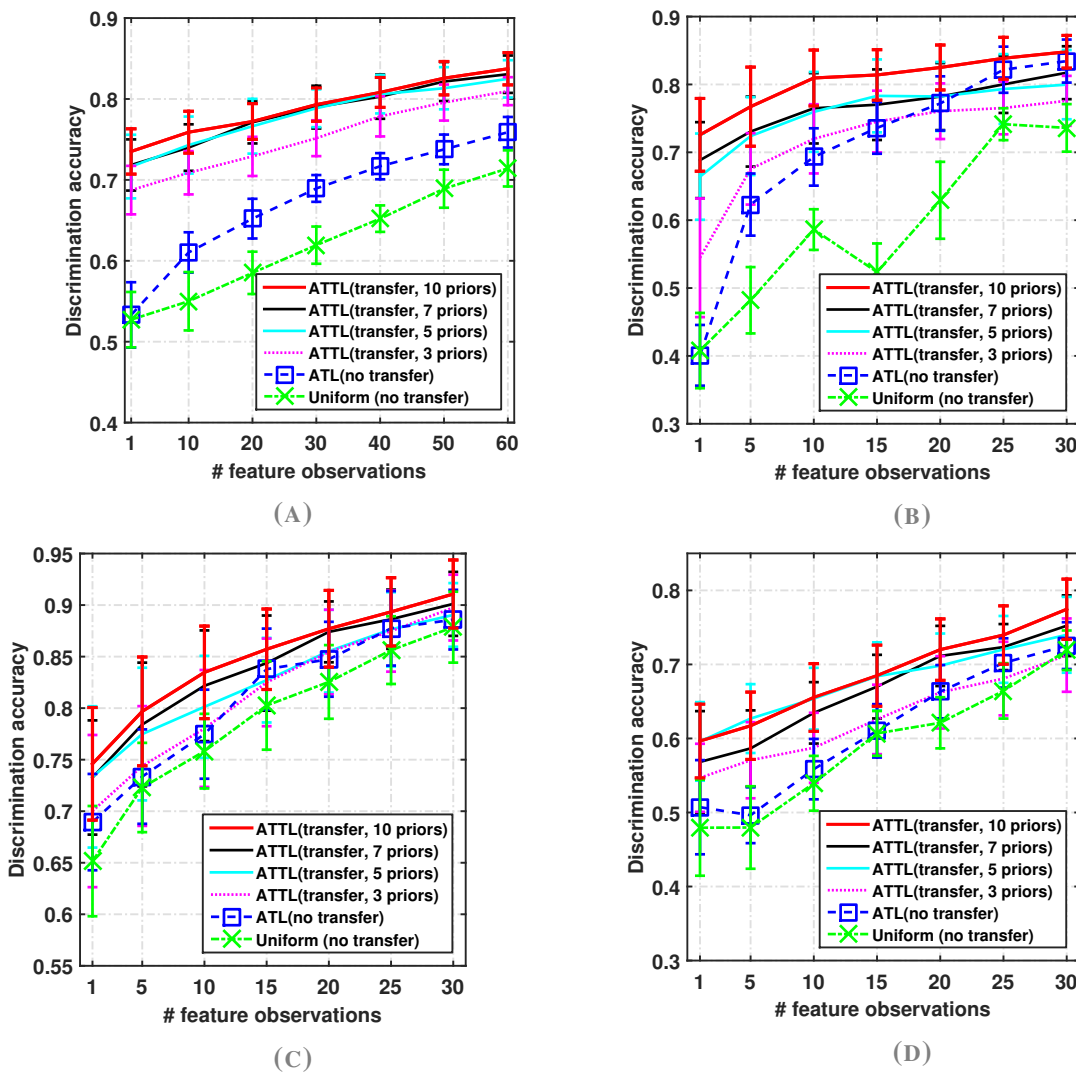 0.9
0.8
0.7
0.6
0.5
0.4
Discrimination accuracy
ATTL(transfer, 10 priors)
ATTL(transfer, 7 priors)
ATTL(transfer, 5 priors)
ATTL(transfer, 3 priors)
ATL(no transfer)
Uniform (no transfer)
1 10 20 30 40 50 60
# feature observations
(A)
0.9
0.8
0.7
0.6
0.5
0.4
0.3
Discrimination accuracy
ATTL(transfer, 10 priors)
ATTL(transfer, 7 priors)
ATTL(transfer, 5 priors)
ATTL(transfer, 3 priors)
ATL(no transfer)
Uniform (no transfer)
1 5 10 15 20 25 30
# feature observations
(B)
0.95
0.9
0.85
0.8
0.75
0.7
0.65
0.6
0.55
Discrimination accuracy
ATTL(transfer, 10 priors)
ATTL(transfer, 7 priors)
ATTL(transfer, 5 priors)
ATTL(transfer, 3 priors)
ATL(no transfer)
Uniform (no transfer)
1 5 10 15 20 25 30
# feature observations
(C)
0.8
0.7
0.6
0.5
0.4
0.3
Discrimination accuracy
ATTL(transfer, 10 prior)
ATTL(transfer, 7 priors)
ATTL(transfer, 5 priors)
ATTL(transfer, 3 priors)
ATL(no transfer)
Uniform (no transfer)
1 5 10 15 20 25 30
# feature observations
(D)